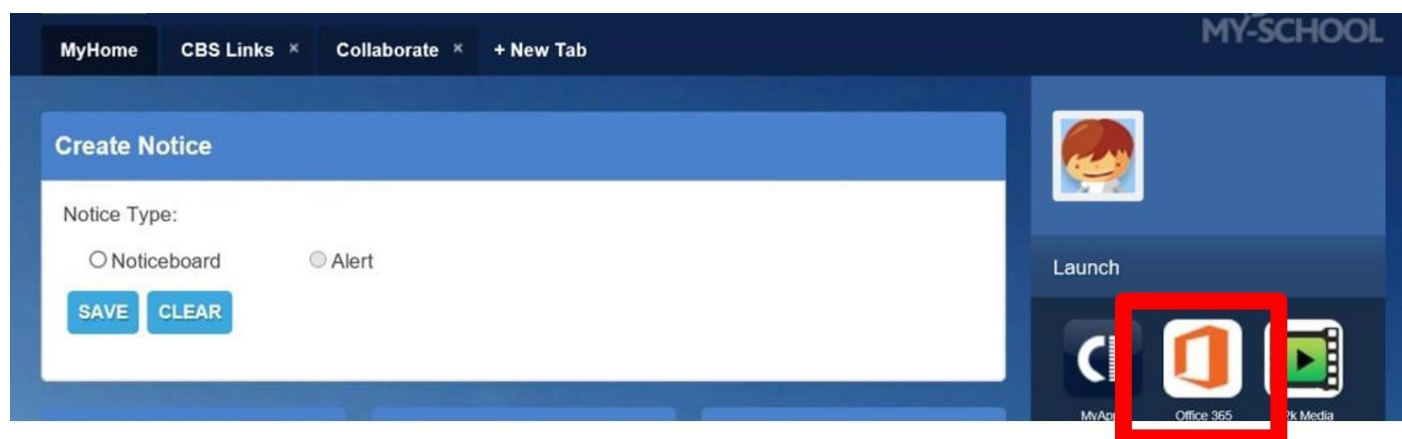 MY-SCHOOL
MyHome CBS Links × Collaborate × + New Tab
Create Notice
Notice Type:
Noticeboard Alert
SAVE CLEAR
Launch
Office 365 Media